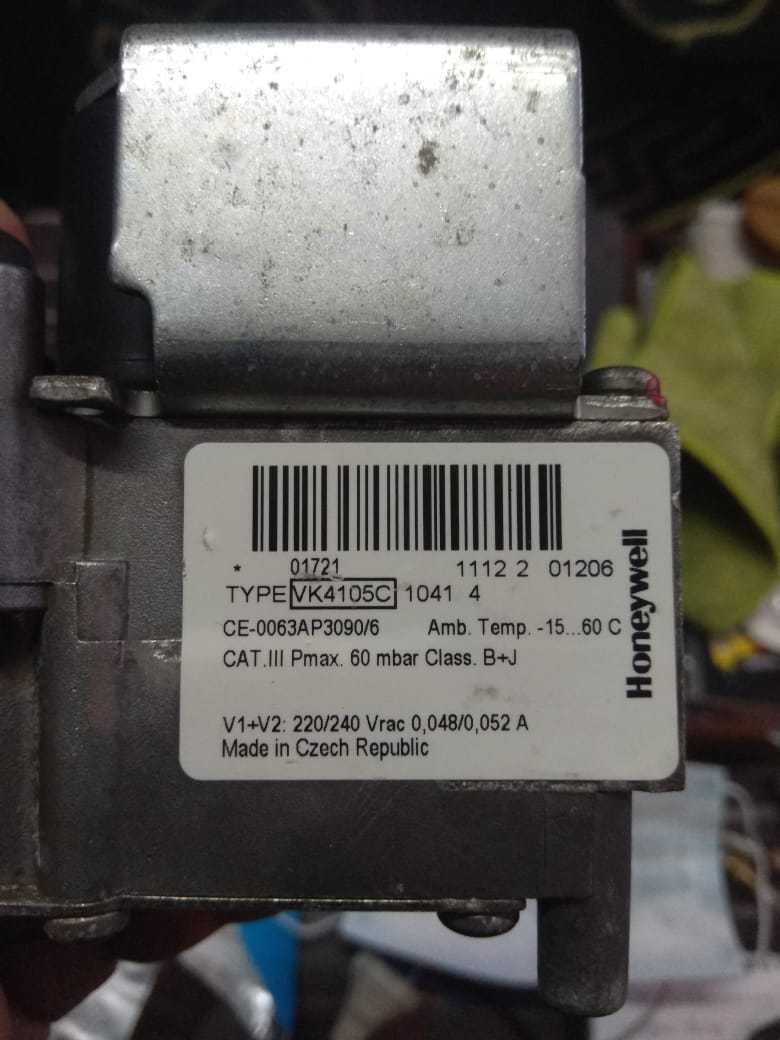 * 01721 1112 2 01206
TYPE VK4105C 1041 4
CE-0063AP3090/6 Amb. Temp. -15...60 C
CAT.III Pmax. 60 mbar Class. B+J
V1+V2: 220/240 Vrac 0,048/0,052 A
Made in Czech Republic
Honeywell